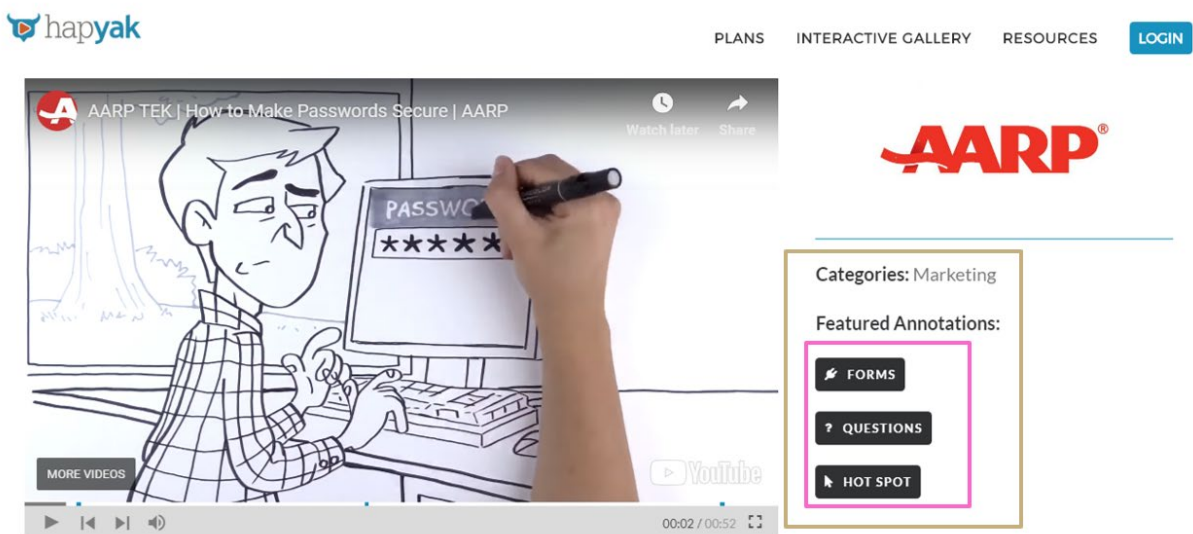 hapyak
PLANS INTERACTIVE GALLERY RESOURCES LOGIN
AARP TEK | How to Make Passwords Secure | AARP
Watch later Share
AARP®
PASSWO
*****
Categories: Marketing
Featured Annotations:
FORMS
? QUESTIONS
HOT SPOT
MORE VIDEOS
YouTube
00:02 / 00:52